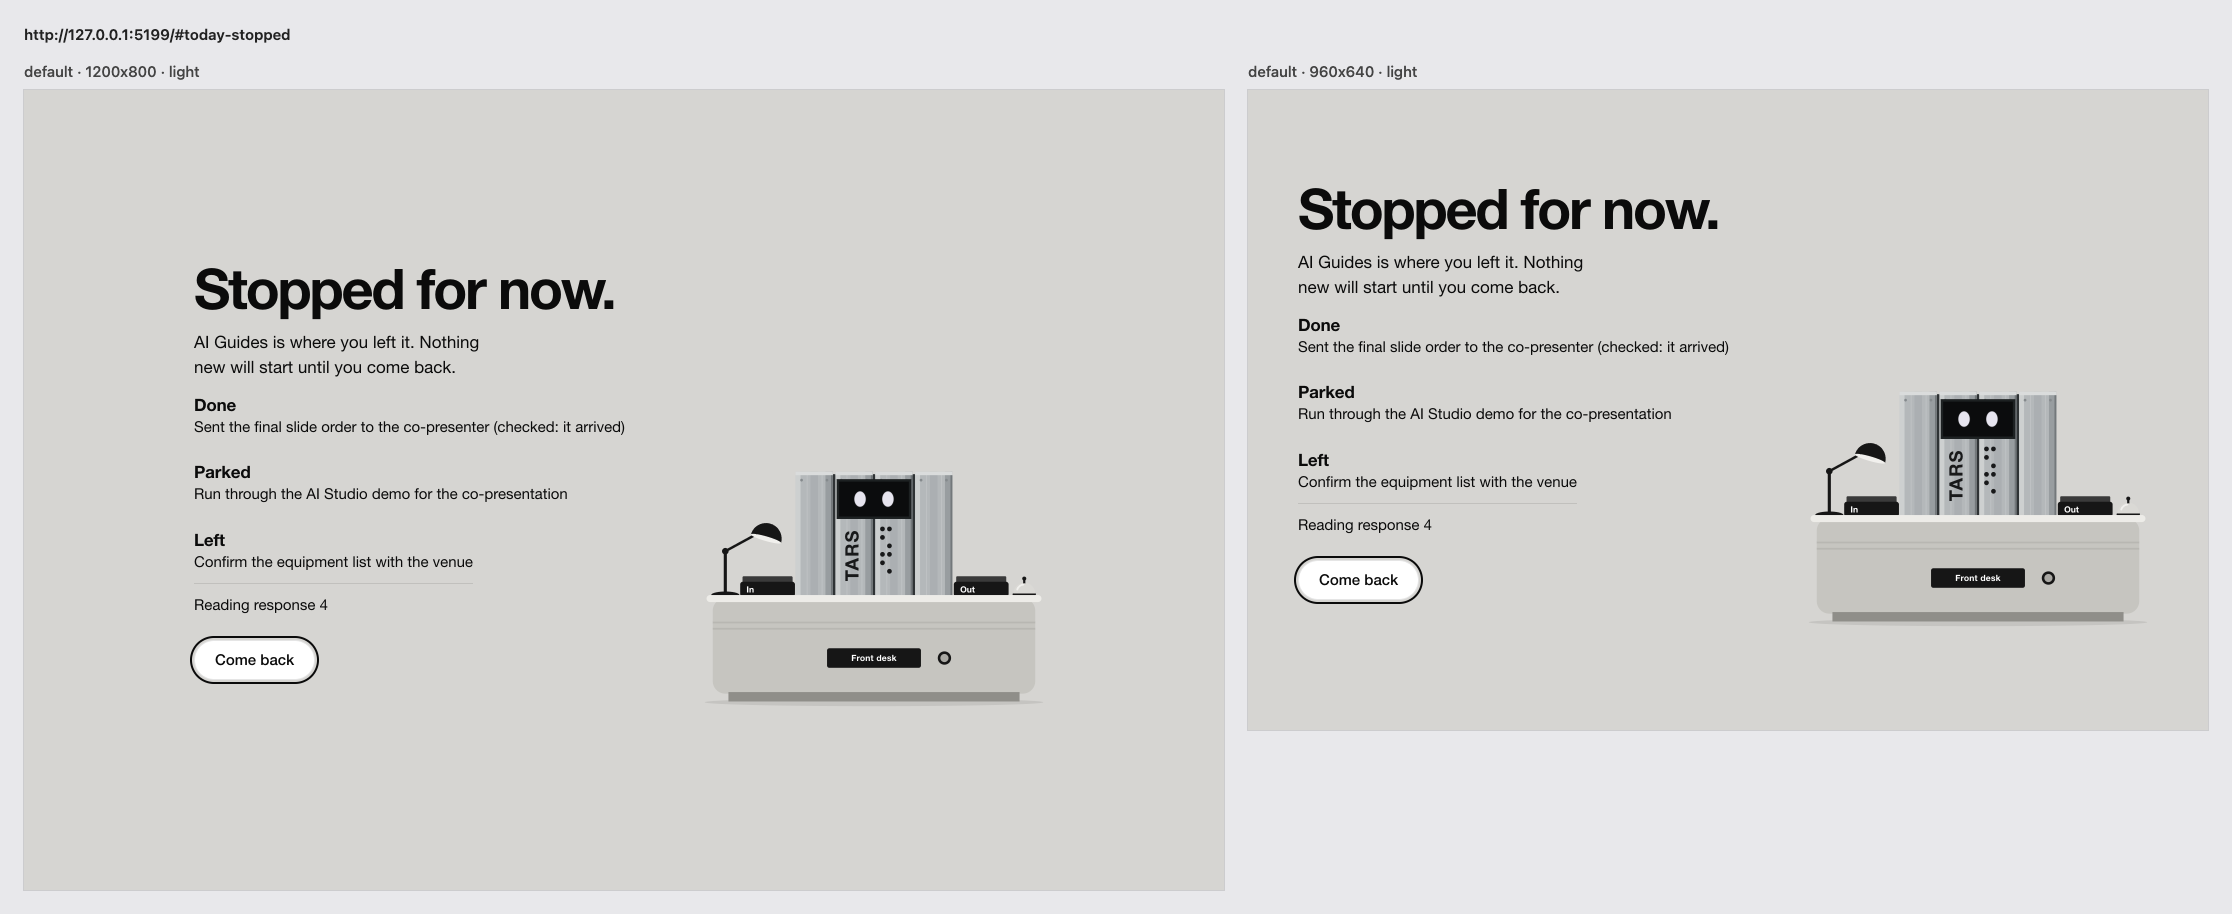 http://127.0.0.1:5199/#today-stopped
default · 1200x800 · light
Stopped for now.
AI Guides is where you left it. Nothing
new will start until you come back.
Done
Sent the final slide order to the co-presenter (checked: it arrived)
Parked
Run through the AI Studio demo for the co-presentation
Left
Confirm the equipment list with the venue
Reading response 4
Come back
TARS
In
Out
Front desk
default · 960x640 · light
Stopped for now.
AI Guides is where you left it. Nothing
new will start until you come back.
Done
Sent the final slide order to the co-presenter (checked: it arrived)
Parked
Run through the AI Studio demo for the co-presentation
Left
Confirm the equipment list with the venue
Reading response 4
Come back
TARS
In
Out
Front desk